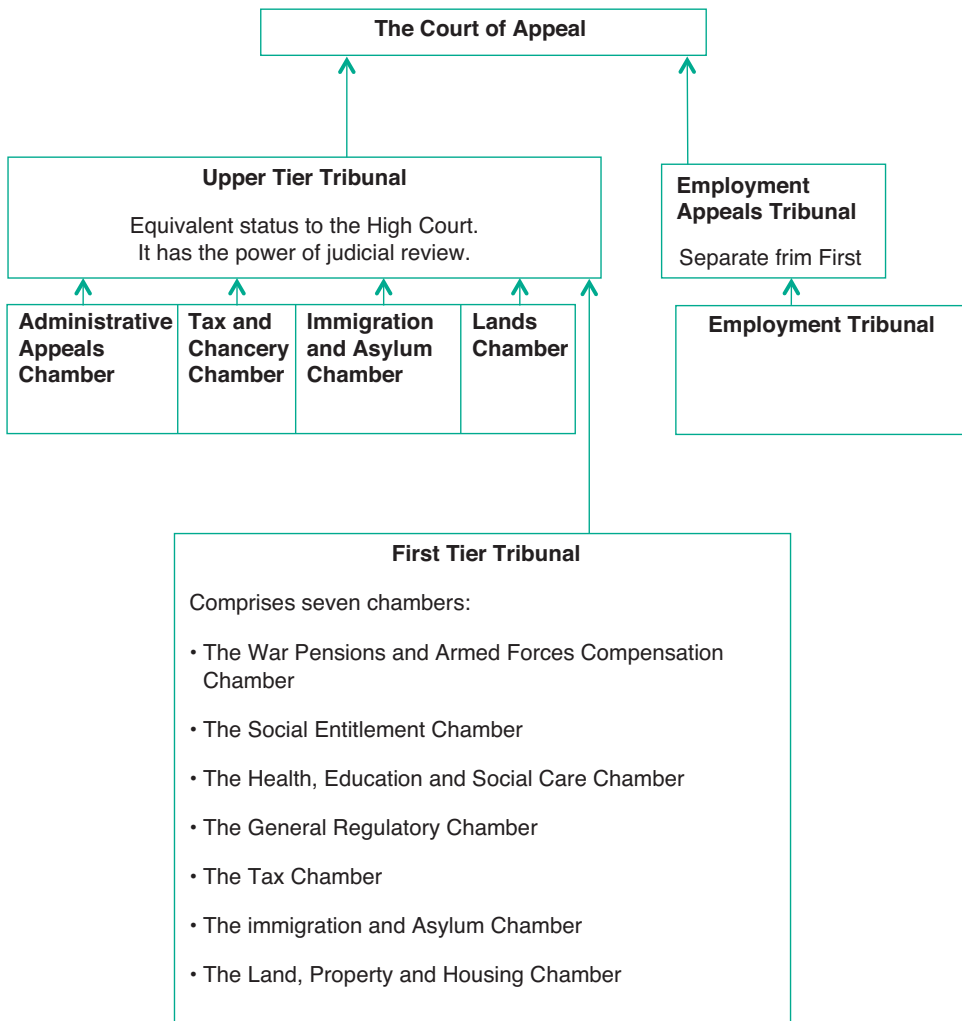 The Court of Appeal
Upper Tier Tribunal
Equivalent status to the High Court.
It has the power of judicial review.
Employment
Appeals Tribunal
Separate frim First
Administrative
Appeals
Chamber
Tax and
Chancery
Chamber
Immigration
and Asylum
Chamber
Lands
Chamber
Employment Tribunal
First Tier Tribunal
Comprises seven chambers:
• The War Pensions and Armed Forces Compensation
Chamber
• The Social Entitlement Chamber
• The Health, Education and Social Care Chamber
• The General Regulatory Chamber
• The Tax Chamber
• The immigration and Asylum Chamber
• The Land, Property and Housing Chamber